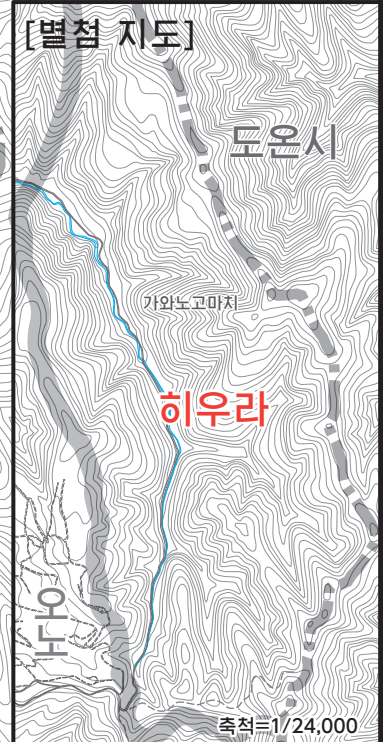 [별첨 지도]
도온시
가와노고마치
히우라
오노
축척=1/24,000